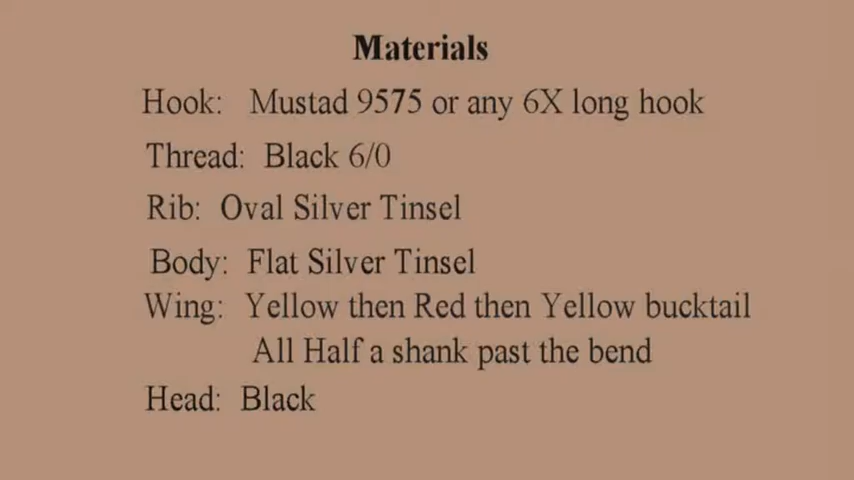 Materials
Hook: Mustad 9575 or any 6X long hook
Thread: Black 6/0
Rib: Oval Silver Tinsel
Body: Flat Silver Tinsel
Wing: Yellow then Red then Yellow bucktail
All Half a shank past the bend
Head: Black